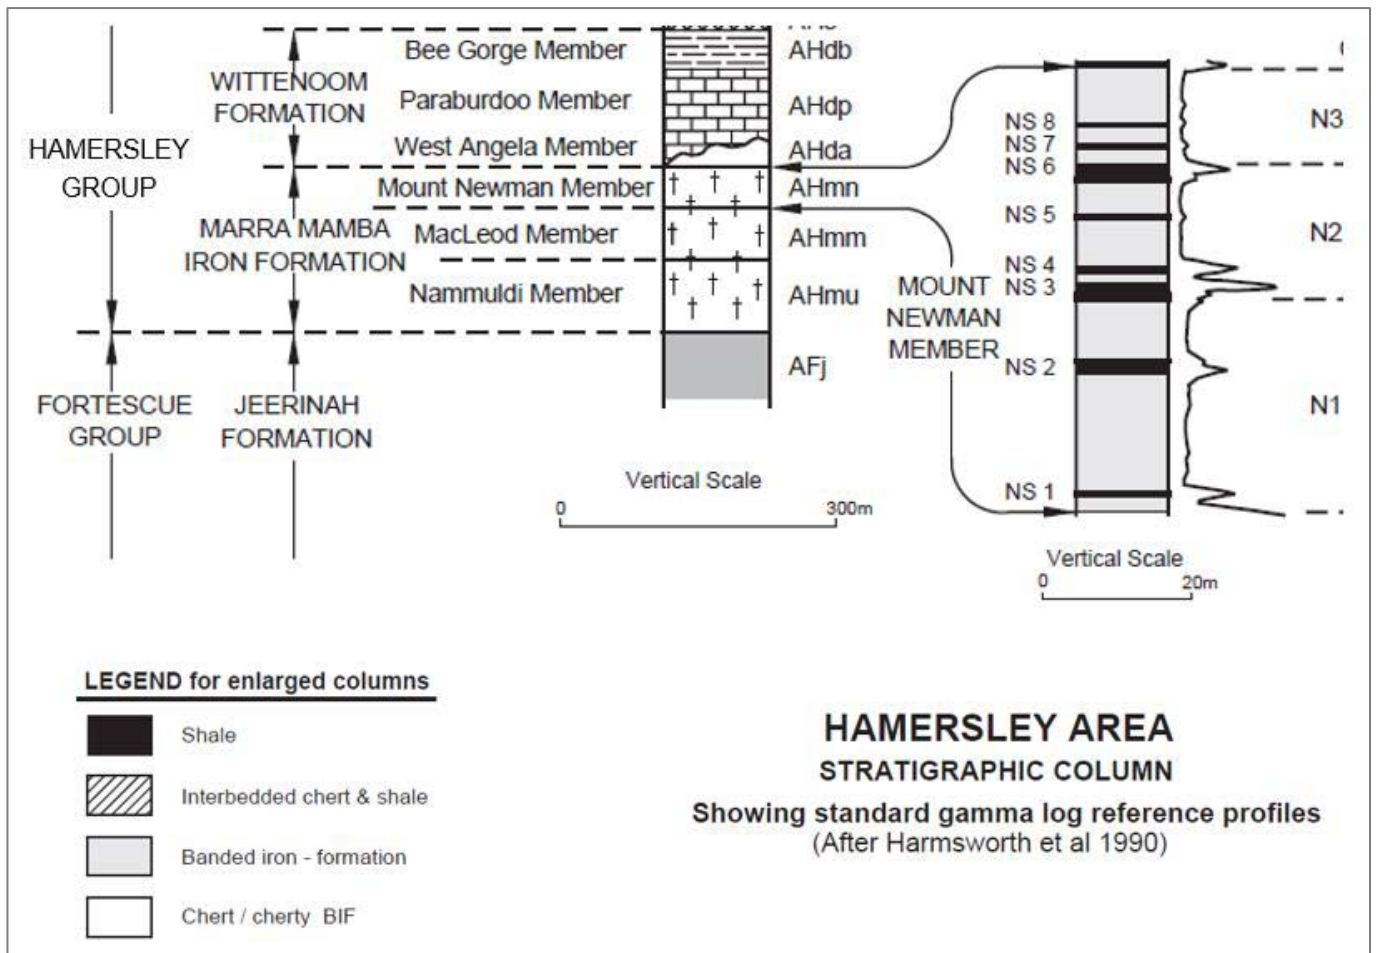 Bee Gorge Member
AHdb
WITTENOOM
FORMATION
Paraburdoo Member
AHdp
West Angela Member
AHda
HAMERSLEY
GROUP
Mount Newman Member
AHmn
MARRA MAMBA
IRON FORMATION
MacLeod Member
AHmm
Nammuldi Member
AHmu
AFj
FORTESCUE
GROUP
JEERINAH
FORMATION
Vertical Scale
0 300m
MOUNT
NEWMAN
MEMBER
NS 8
NS 7
NS 6
NS 5
NS 4
NS 3
NS 2
NS 1
N3
N2
N1
Vertical Scale
0 20m
LEGEND for enlarged columns
Shale
Interbedded chert & shale
Banded iron - formation
Chert / cherty BIF
HAMERSLEY AREA
STRATIGRAPHIC COLUMN
Showing standard gamma log reference profiles
(After Harmsworth et al 1990)